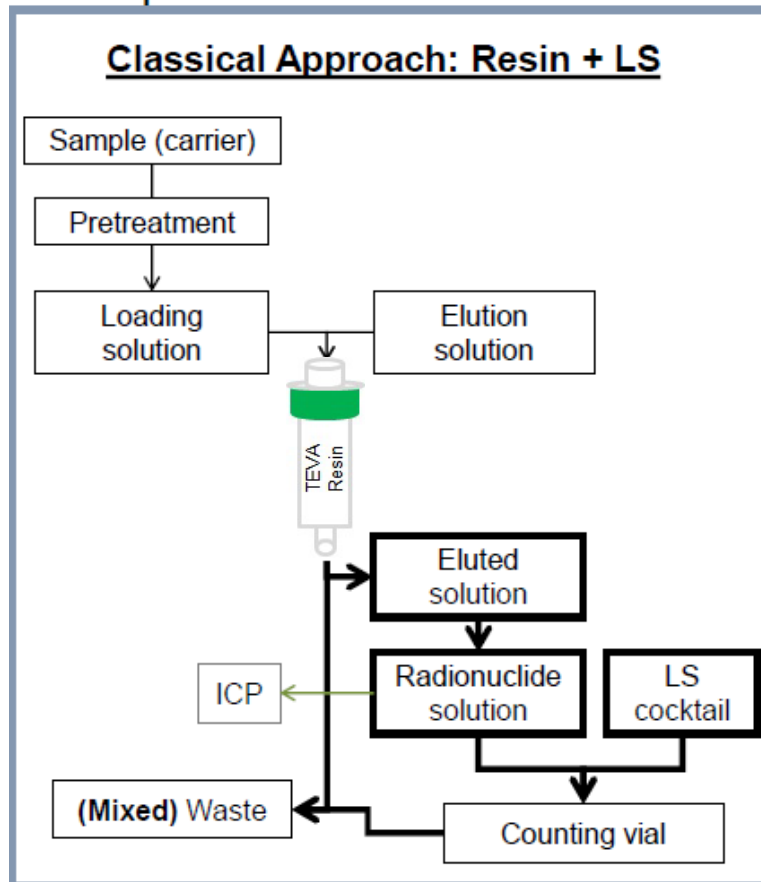 Classical Approach: Resin + LS
Sample (carrier)
Pretreatment
Loading
solution
Elution
solution
TEVA
Resin
Eluted
solution
ICP
Radionuclide
solution
LS
cocktail
(Mixed) Waste
Counting vial